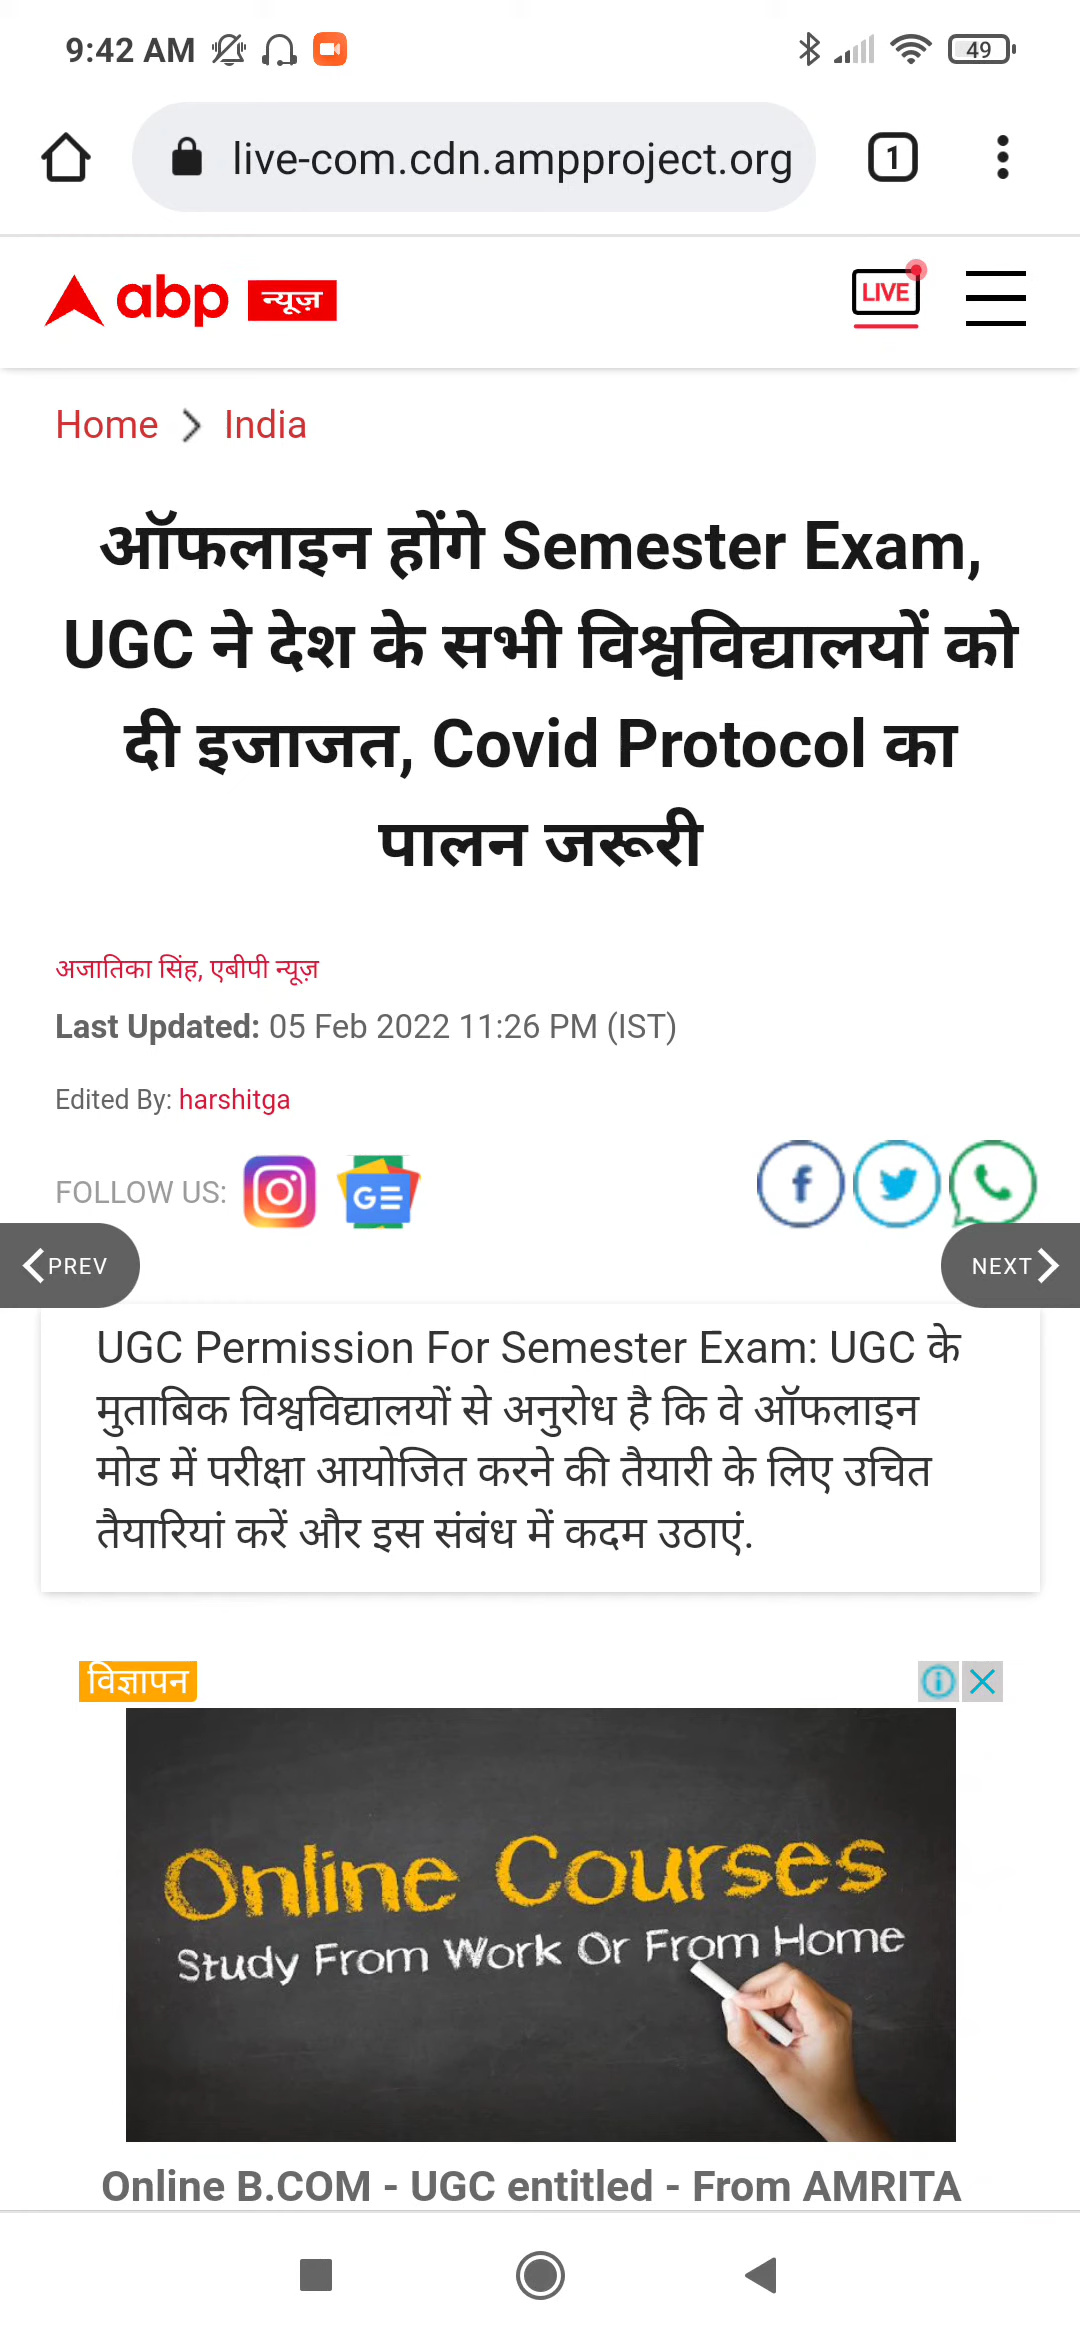 9:42 AM
49
live-com.cdn.ampproject.org
1
abp न्यूज़
LIVE
Home > India
ऑफलाइन होंगे Semester Exam,
UGC ने देश के सभी विश्वविद्यालयों को
दी इजाजत, Covid Protocol का
पालन जरूरी
अजातिका सिंह, एबीपी न्यूज़
Last Updated: 05 Feb 2022 11:26 PM (IST)
Edited By: harshitga
FOLLOW US:
GE
PREV
NEXT
UGC Permission For Semester Exam: UGC के
मुताबिक विश्वविद्यालयों से अनुरोध है कि वे ऑफलाइन
मोड में परीक्षा आयोजित करने की तैयारी के लिए उचित
तैयारियां करें और इस संबंध में कदम उठाएं.
विज्ञापन
Online Courses
Study From Work Or From Home
Online B.COM - UGC entitled - From AMRITA